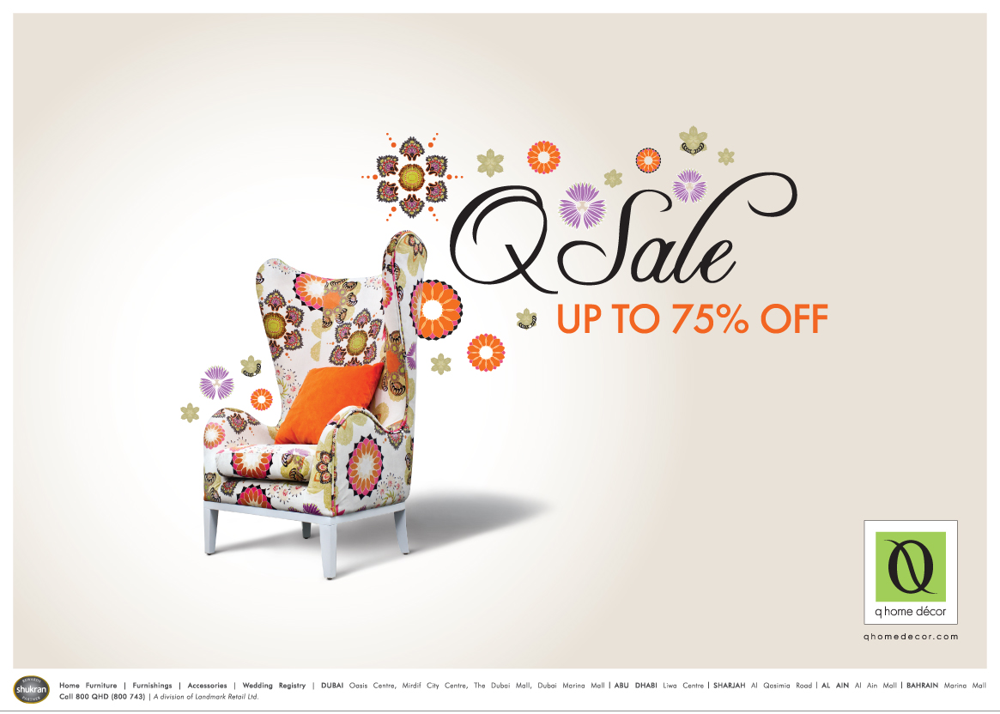 Q Sale
UP TO 75% OFF
Q
q home décor
qhomedecor.com
REWARDS
shukran
PARTNER
Home Furniture | Furnishings | Accessories | Wedding Registry | DUBAI Oasis Centre, Mirdif City Centre, The Dubai Mall, Dubai Marina Mall | ABU DHABI Liwa Centre | SHARJAH Al Qasimia Road | AL AIN Al Ain Mall | BAHRAIN Marina Mall
Call 800 QHD (800 743) | A division of Landmark Retail Ltd.